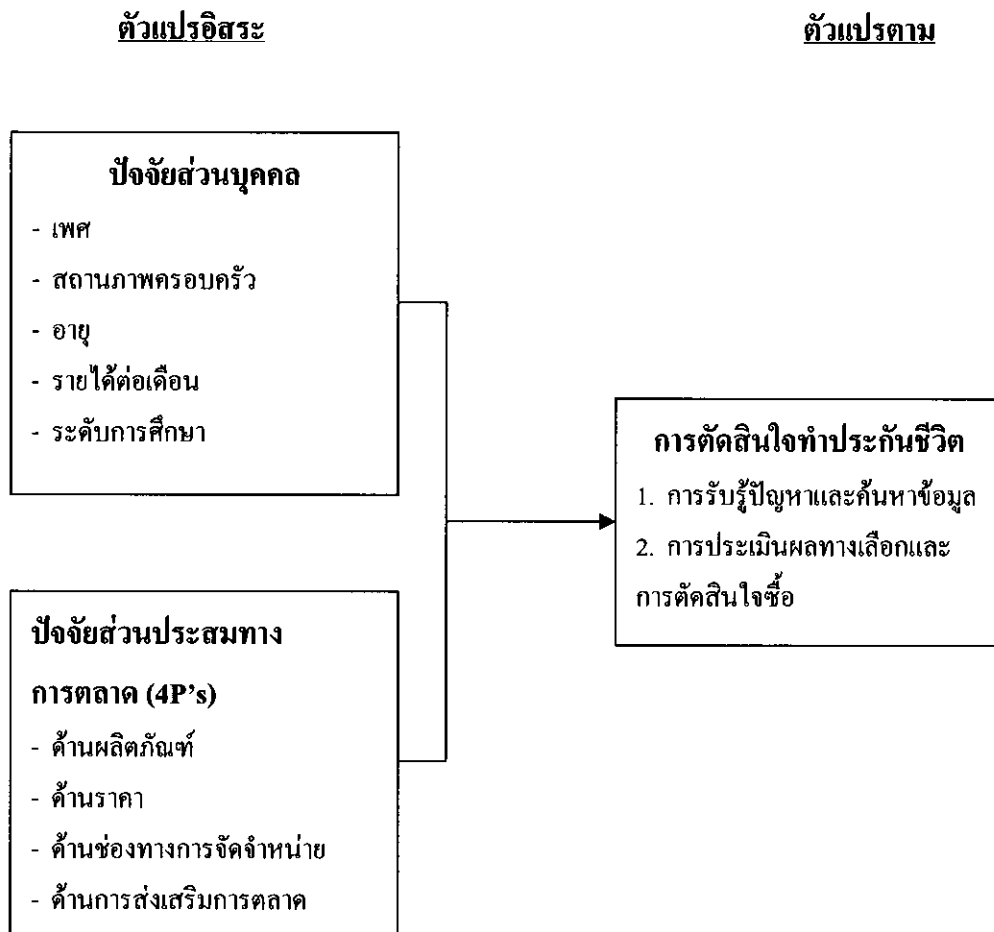 ตัวแปรอิสระ
ตัวแปรตาม
ปัจจัยส่วนบุคคล
- เพศ
- สถานภาพครอบครัว
- อายุ
- รายได้ต่อเดือน
- ระดับการศึกษา
การตัดสินใจทำประกันชีวิต
1. การรับรู้ปัญหาและค้นหาข้อมูล
2. การประเมินผลทางเลือกและ
การตัดสินใจซื้อ
ปัจจัยส่วนประสมทาง
การตลาด (4P's)
- ด้านผลิตภัณฑ์
- ด้านราคา
- ด้านช่องทางการจัดจำหน่าย
- ด้านการส่งเสริมการตลาด